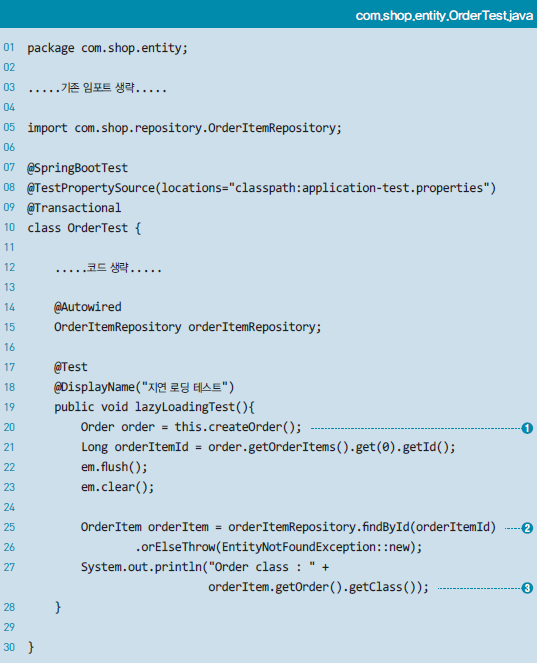 com.shop.entity.OrderTest.java
01 package com.shop.entity;
02
03 .....기존 임포트 생략.....
04
05 import com.shop.repository.OrderItemRepository;
06
07 @SpringBootTest
08 @TestPropertySource(locations="classpath:application-test.properties")
09 @Transactional
10 class OrderTest {
11
12 .....코드 생략.....
13
14 @Autowired
15 OrderItemRepository orderItemRepository;
16
17 @Test
18 @DisplayName("지연 로딩 테스트")
19 public void lazyLoadingTest(){
20 Order order = this.createOrder(); ❶
21 Long orderItemId = order.getOrderItems().get(0).getId();
22 em.flush();
23 em.clear();
24
25 OrderItem orderItem = orderItemRepository.findById(orderItemId) ❷
26 .orElseThrow(EntityNotFoundException::new);
27 System.out.println("Order class : " +
orderItem.getOrder().getClass()); ❸
28 }
29
30 }